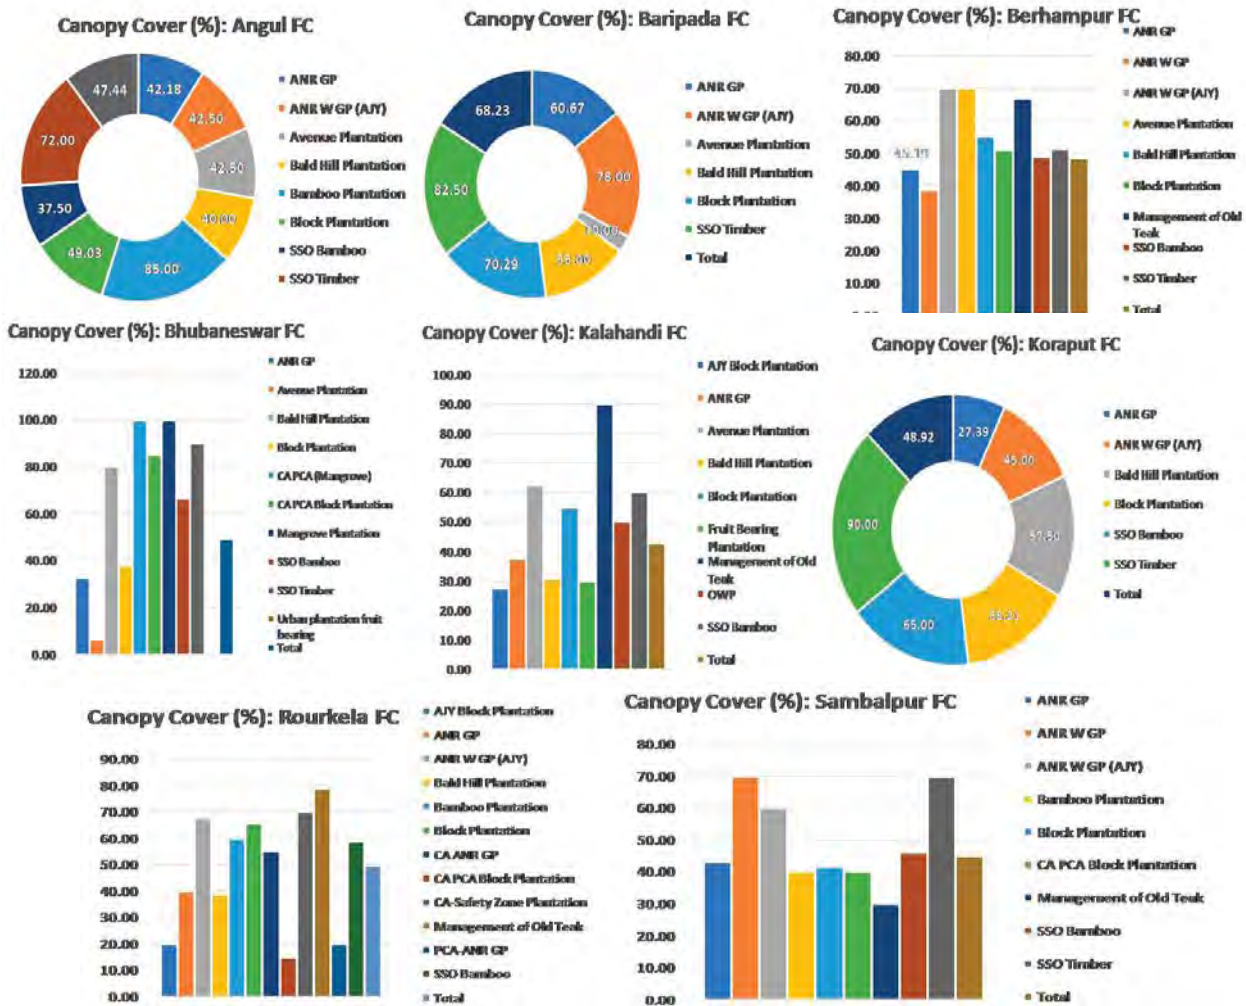 Canopy Cover (%): Angul FC
47.44
42.18
42.50
42.50
40.00
85.00
49.03
37.50
72.00
ANR GP
ANR W GP (AJY)
Avenue Plantation
Bald Hill Plantation
Bamboo Plantation
Block Plantation
SSO Bamboo
SSO Timber
Canopy Cover (%): Baripada FC
68.23
60.67
78.00
70.29
82.50
ANR GP
ANR W GP (AJY)
Avenue Plantation
Bald Hill Plantation
Block Plantation
SSO Timber
Total
Canopy Cover (%): Berhampur FC
80.00
70.00
60.00
50.00
40.00
30.00
20.00
10.00
ANR GP
ANR W GP
ANR W GP (AJY)
Avenue Plantation
Bald Hill Plantation
Block Plantation
Management of Old
Teak
SSO Bamboo
SSO Timber
Total
Canopy Cover (%): Bhubaneswar FC
120.00
100.00
80.00
60.00
40.00
20.00
0.00
ANR GP
Avenue Plantation
Bald Hill Plantation
Block Plantation
CA PCA (Mangrove)
CA PCA Block Plantation
Mangrove Plantation
SSO Bamboo
SSO Timber
Urban plantation fruit
bearing
Total
Canopy Cover (%): Kalahandi FC
100.00
90.00
80.00
70.00
60.00
50.00
40.00
30.00
20.00
10.00
0.00
AJY Block Plantation
ANR GP
Avenue Plantation
Bald Hill Plantation
Block Plantation
Fruit Bearing
Plantation
Management of Old
Teak
OWP
SSO Bamboo
Total
Canopy Cover (%): Koraput FC
48.92
27.39
45.00
57.50
65.00
90.00
ANR GP
ANR W GP (AJY)
Bald Hill Plantation
Block Plantation
SSO Bamboo
SSO Timber
Total
Canopy Cover (%): Rourkela FC
90.00
80.00
70.00
60.00
50.00
40.00
30.00
20.00
10.00
0.00
AJY Block Plantation
ANR GP
ANR W GP (AJY)
Bald Hill Plantation
Bamboo Plantation
Block Plantation
CA ANR GP
CA PCA Block Plantation
CA-Safety Zone Plantation
Management of Old Teak
PCA-ANR GP
SSO Bamboo
Total
Canopy Cover (%): Sambalpur FC
80.00
70.00
60.00
50.00
40.00
30.00
20.00
10.00
0.00
ANR GP
ANR W GP
ANR W GP (AJY)
Bamboo Plantation
Block Plantation
CA PCA Block Plantation
Management of Old Teak
SSO Bamboo
SSO Timber
Total